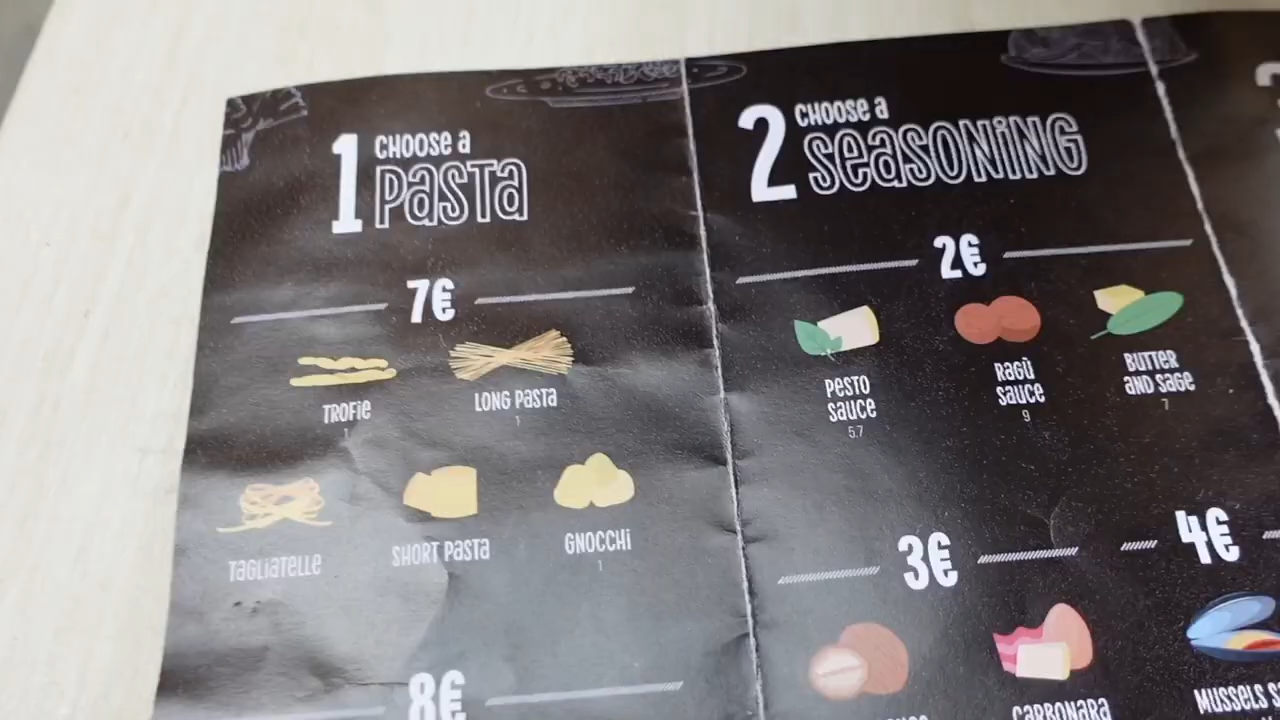 1 CHOOSE a
PASTA
7€
TROFIE
1
LONG PASTA
1
TAGLIATELLE
SHORT PASTA
GNOCCHI
1
8€
2 CHOOSE a
SEASONING
2€
PESTO
SAUCE
5.7
RAGÙ
SAUCE
9
BUTTER
AND SAGE
7
3€
CARBONARA
4€
MUSSELS